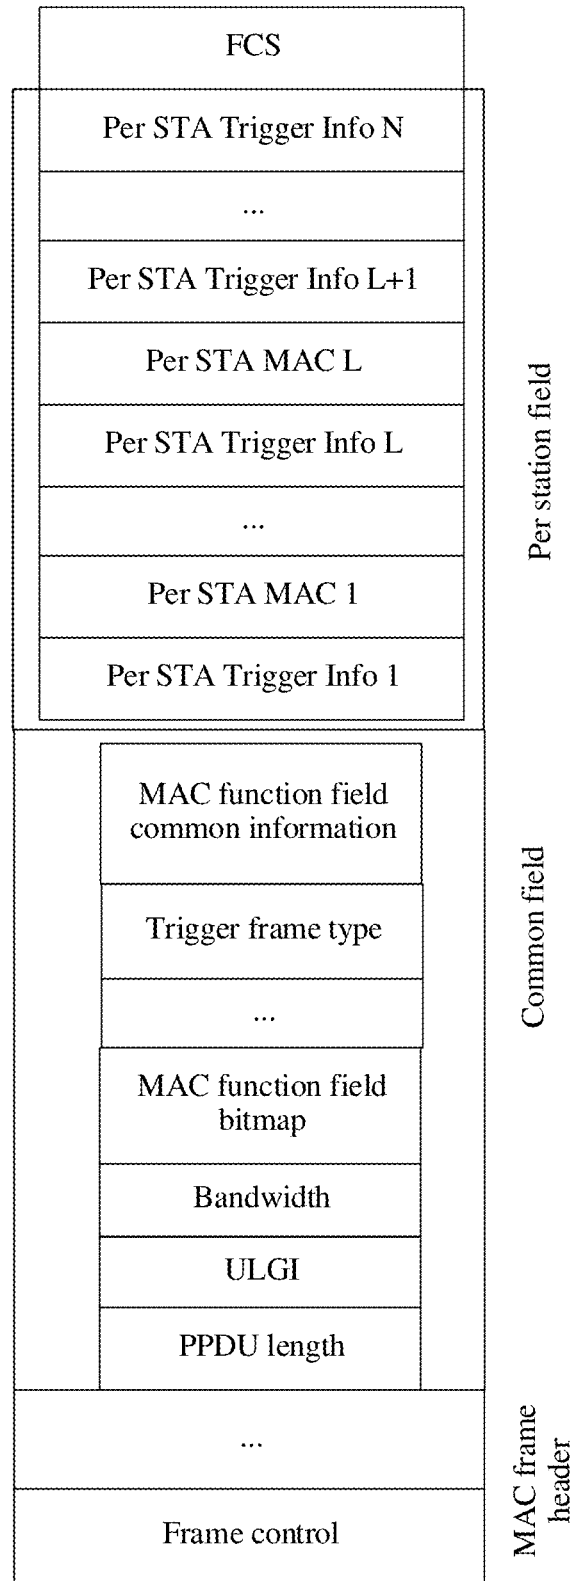 FCS
Per STA Trigger Info N
...
Per STA Trigger Info L+1
Per STA MAC L
Per STA Trigger Info L
...
Per STA MAC 1
Per STA Trigger Info 1
Per station field
MAC function field
common information
Trigger frame type
...
MAC function field
bitmap
Bandwidth
ULGI
PPDU length
Common field
...
Frame control
MAC frame
header